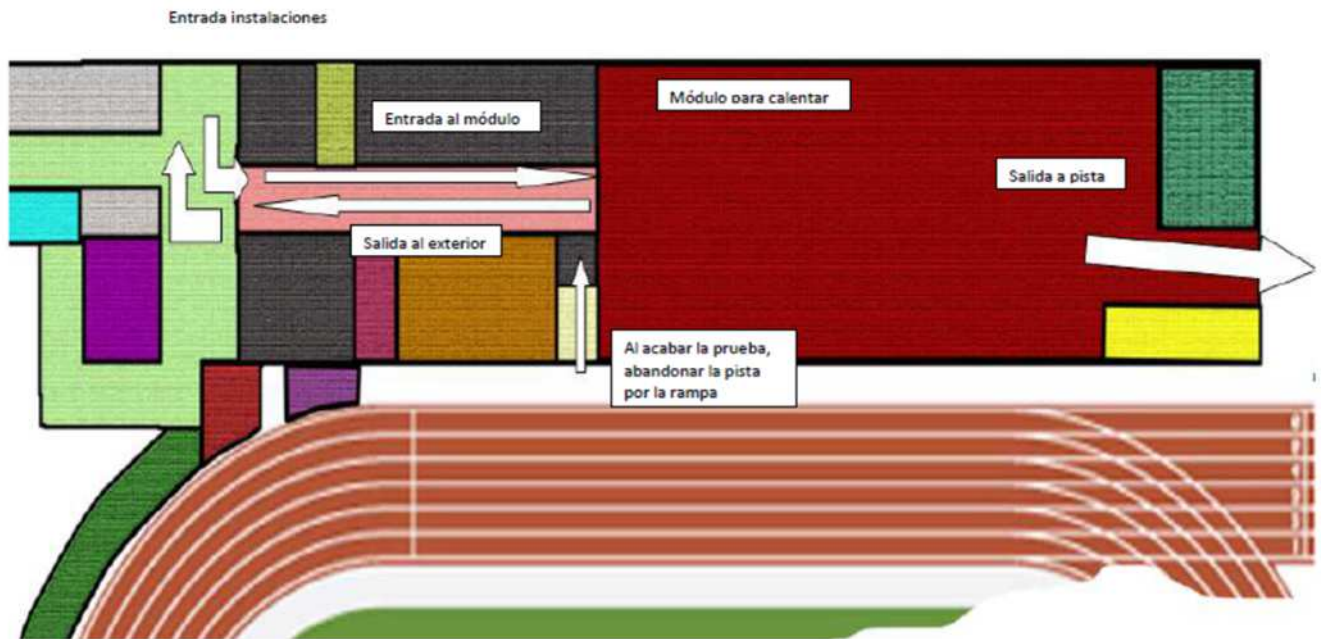 Entrada instalaciones
Módulo para calentar
Entrada al módulo
Salida a pista
Salida al exterior
Al acabar la prueba,
abandonar la pista
por la rampa